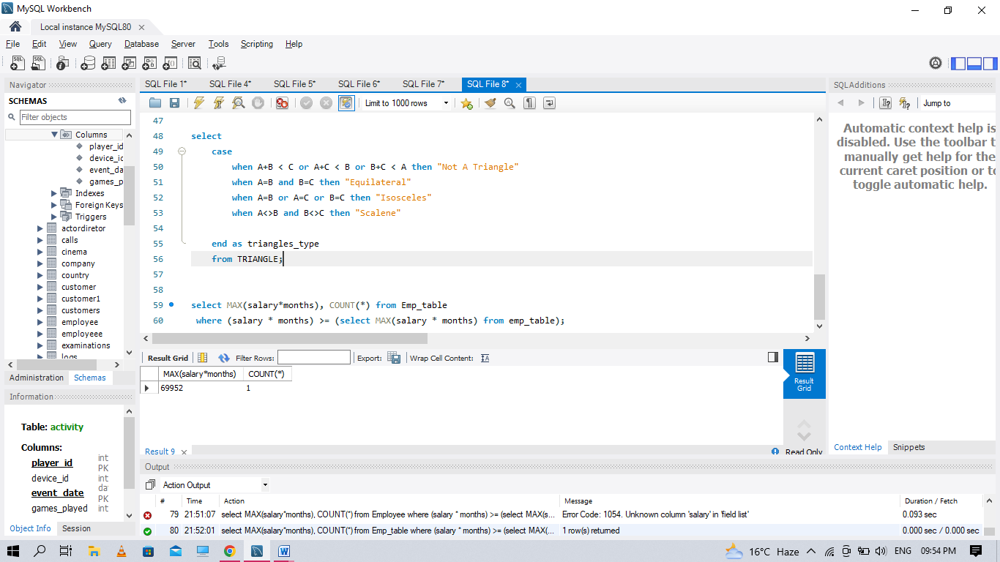 MySQL Workbench
Local instance MySQL80
File Edit View Query Database Server Tools Scripting Help
Navigator
SCHEMAS
Filter objects
Columns
player_id
device_ic
event_da
games_p
Indexes
Foreign Keys
Triggers
actordiretor
calls
cinema
company
country
customer
customer1
customers
employee
employeee
examinations
logs
Administration Schemas
Information
Table: activity
Columns:
player_id int PK
device_id int
event_date da PK
games_played int
Object Info Session
SQL File 1* SQL File 4* SQL File 5* SQL File 6* SQL File 7* SQL File 8*
Limit to 1000 rows
47
48 select
49 case
50 when A+B < C or A+C < B or B+C < A then "Not A Triangle"
51 when A=B and B=C then "Equilateral"
52 when A=B or A=C or B=C then "Isosceles"
53 when A<>B and B<>C then "Scalene"
54
55 end as triangles_type
56 from TRIANGLE;
57
58
59 select MAX(salary*months), COUNT(*) from Emp_table
60 where (salary * months) >= (select MAX(salary * months) from emp_table);
Result Grid Filter Rows: Export: Wrap Cell Content:
MAX(salary*months) COUNT(*)
69952 1
Result Grid
Result 9
Read Only
SQLAdditions
Jump to
Automatic context help is
disabled. Use the toolbar t
manually get help for the
current caret position or to
toggle automatic help.
Context Help Snippets
Output
Action Output
# Time Action Message Duration / Fetch
79 21:51:07 select MAX(salary*months), COUNT(*) from Employee where (salary * months) >= (select MAX(s... Error Code: 1054. Unknown column 'salary' in 'field list' 0.093 sec
80 21:52:01 select MAX(salary*months), COUNT(*) from Emp_table where (salary * months) >= (select MAX(s... 1 row(s) returned 0.000 sec / 0.000 sec
16°C Haze ENG 09:54 PM